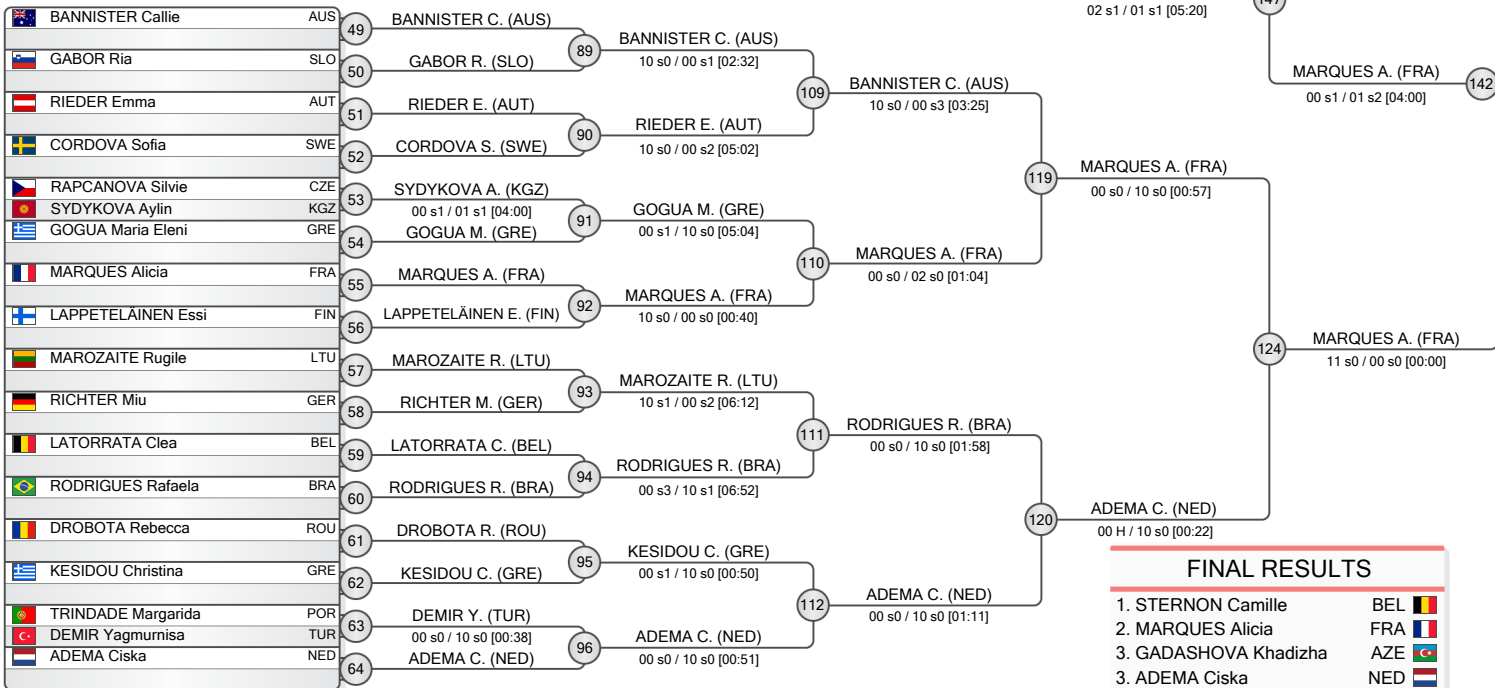 BANNISTER Callie AUS
GABOR Ria SLO
RIEDER Emma AUT
CORDOVA Sofia SWE
RAPCANOVA Silvie CZE
SYDYKOVA Aylin KGZ
GOGUA Maria Eleni GRE
MARQUES Alicia FRA
LAPPETELÄINEN Essi FIN
MAROZAITE Rugile LTU
RICHTER Miu GER
LATORRATA Clea BEL
RODRIGUES Rafaela BRA
DROBOTA Rebecca ROU
KESIDOU Christina GRE
TRINDADE Margarida POR
DEMIR Yagmurnisa TUR
ADEMA Ciska NED
49
50
51
52
53
54
55
56
57
58
59
60
61
62
63
64
BANNISTER C. (AUS)
GABOR R. (SLO)
RIEDER E. (AUT)
CORDOVA S. (SWE)
SYDYKOVA A. (KGZ)
00 s1 / 01 s1 [04:00]
GOGUA M. (GRE)
MARQUES A. (FRA)
LAPPETELÄINEN E. (FIN)
MAROZAITE R. (LTU)
RICHTER M. (GER)
LATORRATA C. (BEL)
RODRIGUES R. (BRA)
DROBOTA R. (ROU)
KESIDOU C. (GRE)
DEMIR Y. (TUR)
00 s0 / 10 s0 [00:38]
ADEMA C. (NED)
89
90
91
92
93
94
95
96
BANNISTER C. (AUS)
10 s0 / 00 s1 [02:32]
RIEDER E. (AUT)
10 s0 / 00 s2 [05:02]
GOGUA M. (GRE)
00 s1 / 10 s0 [05:04]
MARQUES A. (FRA)
10 s0 / 00 s0 [00:40]
MAROZAITE R. (LTU)
10 s1 / 00 s2 [06:12]
RODRIGUES R. (BRA)
00 s3 / 10 s1 [06:52]
KESIDOU C. (GRE)
00 s1 / 10 s0 [00:50]
ADEMA C. (NED)
00 s0 / 10 s0 [00:51]
109
110
111
112
BANNISTER C. (AUS)
10 s0 / 00 s3 [03:25]
MARQUES A. (FRA)
00 s0 / 02 s0 [01:04]
RODRIGUES R. (BRA)
00 s0 / 10 s0 [01:58]
ADEMA C. (NED)
00 s0 / 10 s0 [01:11]
119
120
MARQUES A. (FRA)
00 s0 / 10 s0 [00:57]
ADEMA C. (NED)
00 H / 10 s0 [00:22]
124
MARQUES A. (FRA)
11 s0 / 00 s0 [00:00]
02 s1 / 01 s1 [05:20]
MARQUES A. (FRA)
00 s1 / 01 s2 [04:00]
142
FINAL RESULTS
1. STERNON Camille BEL
2. MARQUES Alicia FRA
3. GADASHOVA Khadizha AZE
3. ADEMA Ciska NED